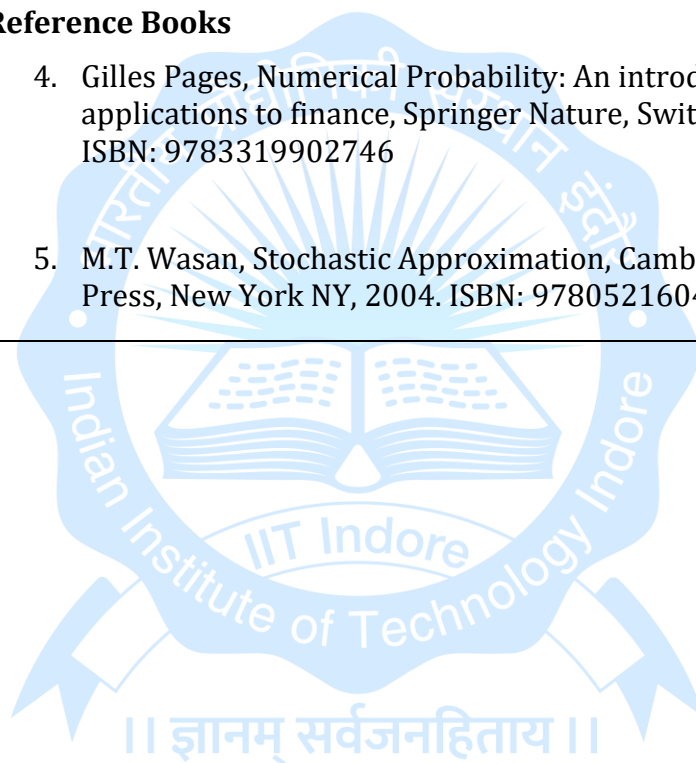 Reference Books
4. Gilles Pages, Numerical Probability: An introd
applications to finance, Springer Nature, Swit
ISBN: 9783319902746
5. M.T. Wasan, Stochastic Approximation, Camb
Press, New York NY, 2004. ISBN: 978052160
भारतीय प्रौद्योगिकी संस्थान इंदौर
Indian Institute of Technology Indore
IIT Indore
।। ज्ञानम् सर्वजनहिताय ।।